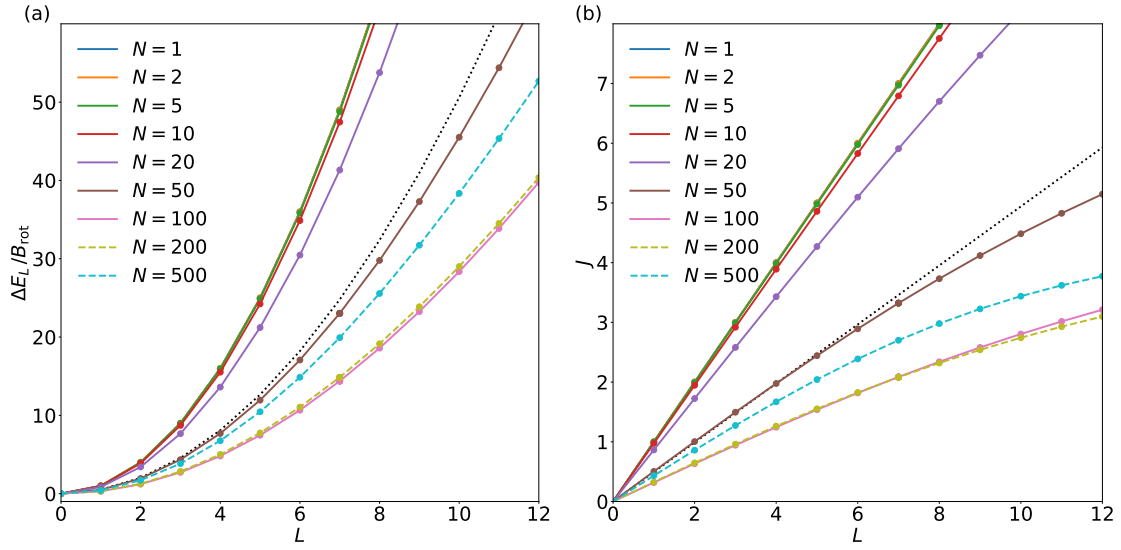 (a)
N = 1
N = 2
N = 5
N = 10
N = 20
N = 50
N = 100
N = 200
N = 500
ΔE_L/B_rot
50
40
30
20
10
0
0 2 4 6 8 10 12
L
(b)
N = 1
N = 2
N = 5
N = 10
N = 20
N = 50
N = 100
N = 200
N = 500
J
7
6
5
4
3
2
1
0
0 2 4 6 8 10 12
L